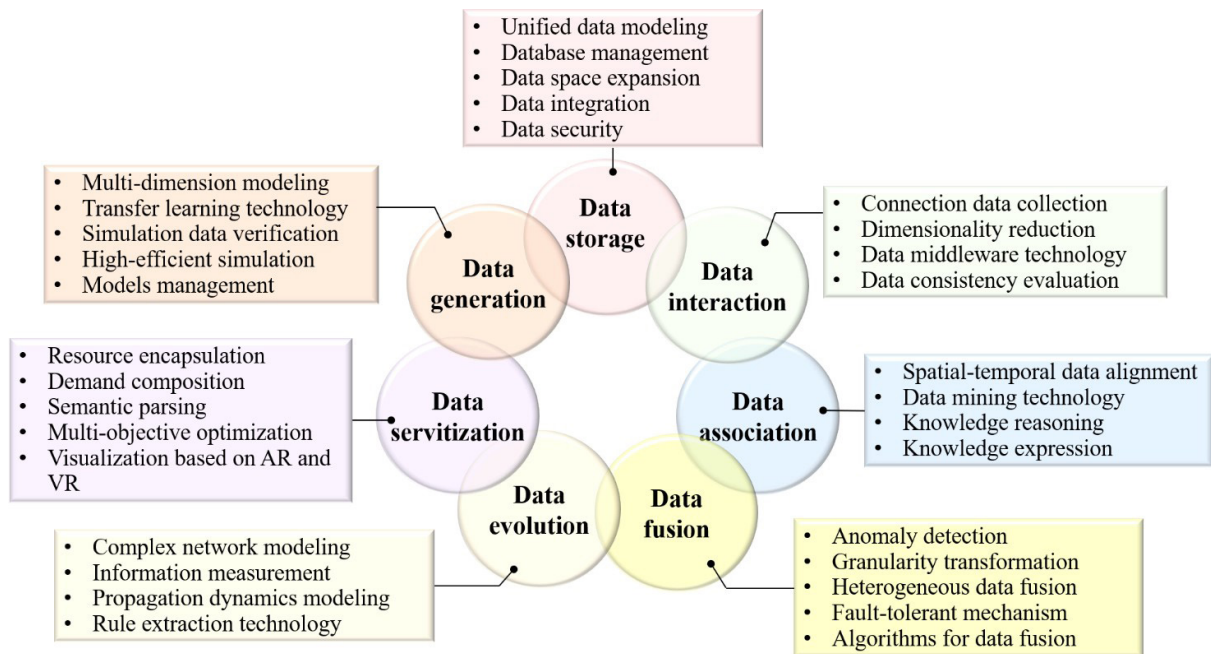 • Unified data modeling
• Database management
• Data space expansion
• Data integration
• Data security
Data
storage
• Multi-dimension modeling
• Transfer learning technology
• Simulation data verification
• High-efficient simulation
• Models management
Data
generation
• Connection data collection
• Dimensionality reduction
• Data middleware technology
• Data consistency evaluation
Data
interaction
• Resource encapsulation
• Demand composition
• Semantic parsing
• Multi-objective optimization
• Visualization based on AR and
VR
Data
servitization
• Spatial-temporal data alignment
• Data mining technology
• Knowledge reasoning
• Knowledge expression
Data
association
• Complex network modeling
• Information measurement
• Propagation dynamics modeling
• Rule extraction technology
Data
evolution
• Anomaly detection
• Granularity transformation
• Heterogeneous data fusion
• Fault-tolerant mechanism
• Algorithms for data fusion
Data
fusion